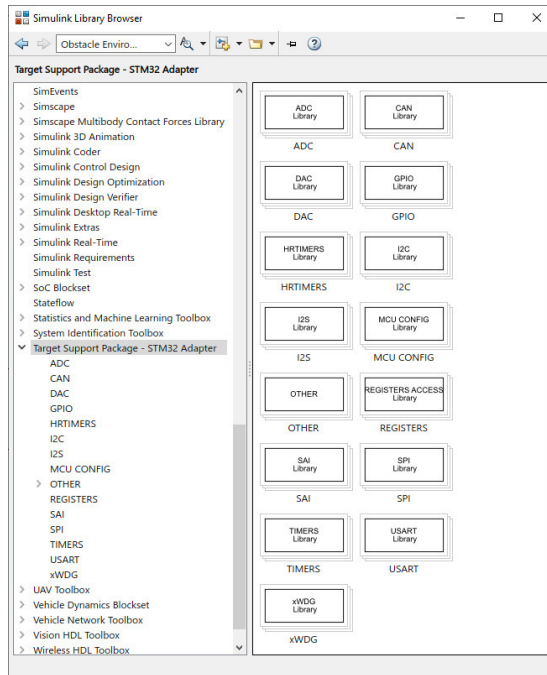 Simulink Library Browser
Obstacle Enviro...
Target Support Package - STM32 Adapter
SimEvents
Simscape
Simscape Multibody Contact Forces Library
Simulink 3D Animation
Simulink Coder
Simulink Control Design
Simulink Design Optimization
Simulink Design Verifier
Simulink Desktop Real-Time
Simulink Extras
Simulink Real-Time
Simulink Requirements
Simulink Test
SoC Blockset
Stateflow
Statistics and Machine Learning Toolbox
System Identification Toolbox
Target Support Package - STM32 Adapter
ADC
CAN
DAC
GPIO
HRTIMERS
I2C
I2S
MCU CONFIG
OTHER
REGISTERS
SAI
SPI
TIMERS
USART
xWDG
UAV Toolbox
Vehicle Dynamics Blockset
Vehicle Network Toolbox
Vision HDL Toolbox
Wireless HDL Toolbox
ADC
Library
ADC
CAN
Library
CAN
DAC
Library
DAC
GPIO
Library
GPIO
HRTIMERS
Library
HRTIMERS
I2C
Library
I2C
I2S
Library
I2S
MCU CONFIG
Library
MCU CONFIG
OTHER
OTHER
REGISTERS ACCESS
Library
REGISTERS
SAI
Library
SAI
SPI
Library
SPI
TIMERS
Library
TIMERS
USART
Library
USART
xWDG
Library
xWDG